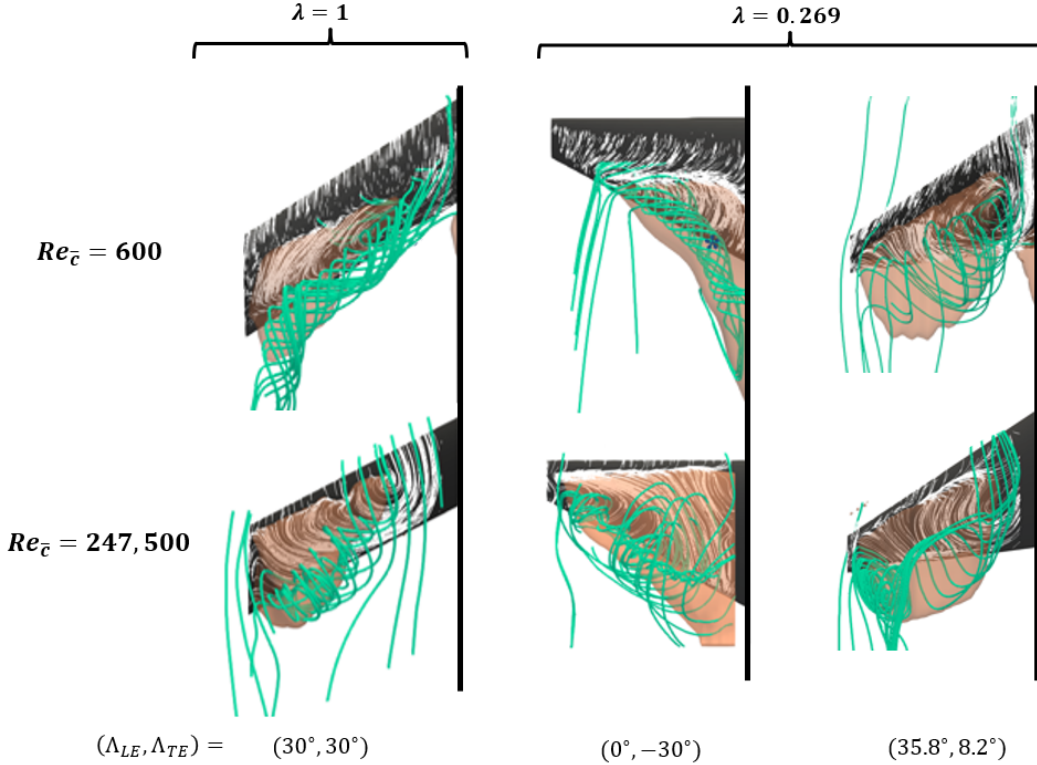 λ = 1
λ = 0.269
Re_c̄ = 600
Re_c̄ = 247,500
(Λ_LE, Λ_TE) =
(30°, 30°)
(0°, −30°)
(35.8°, 8.2°)